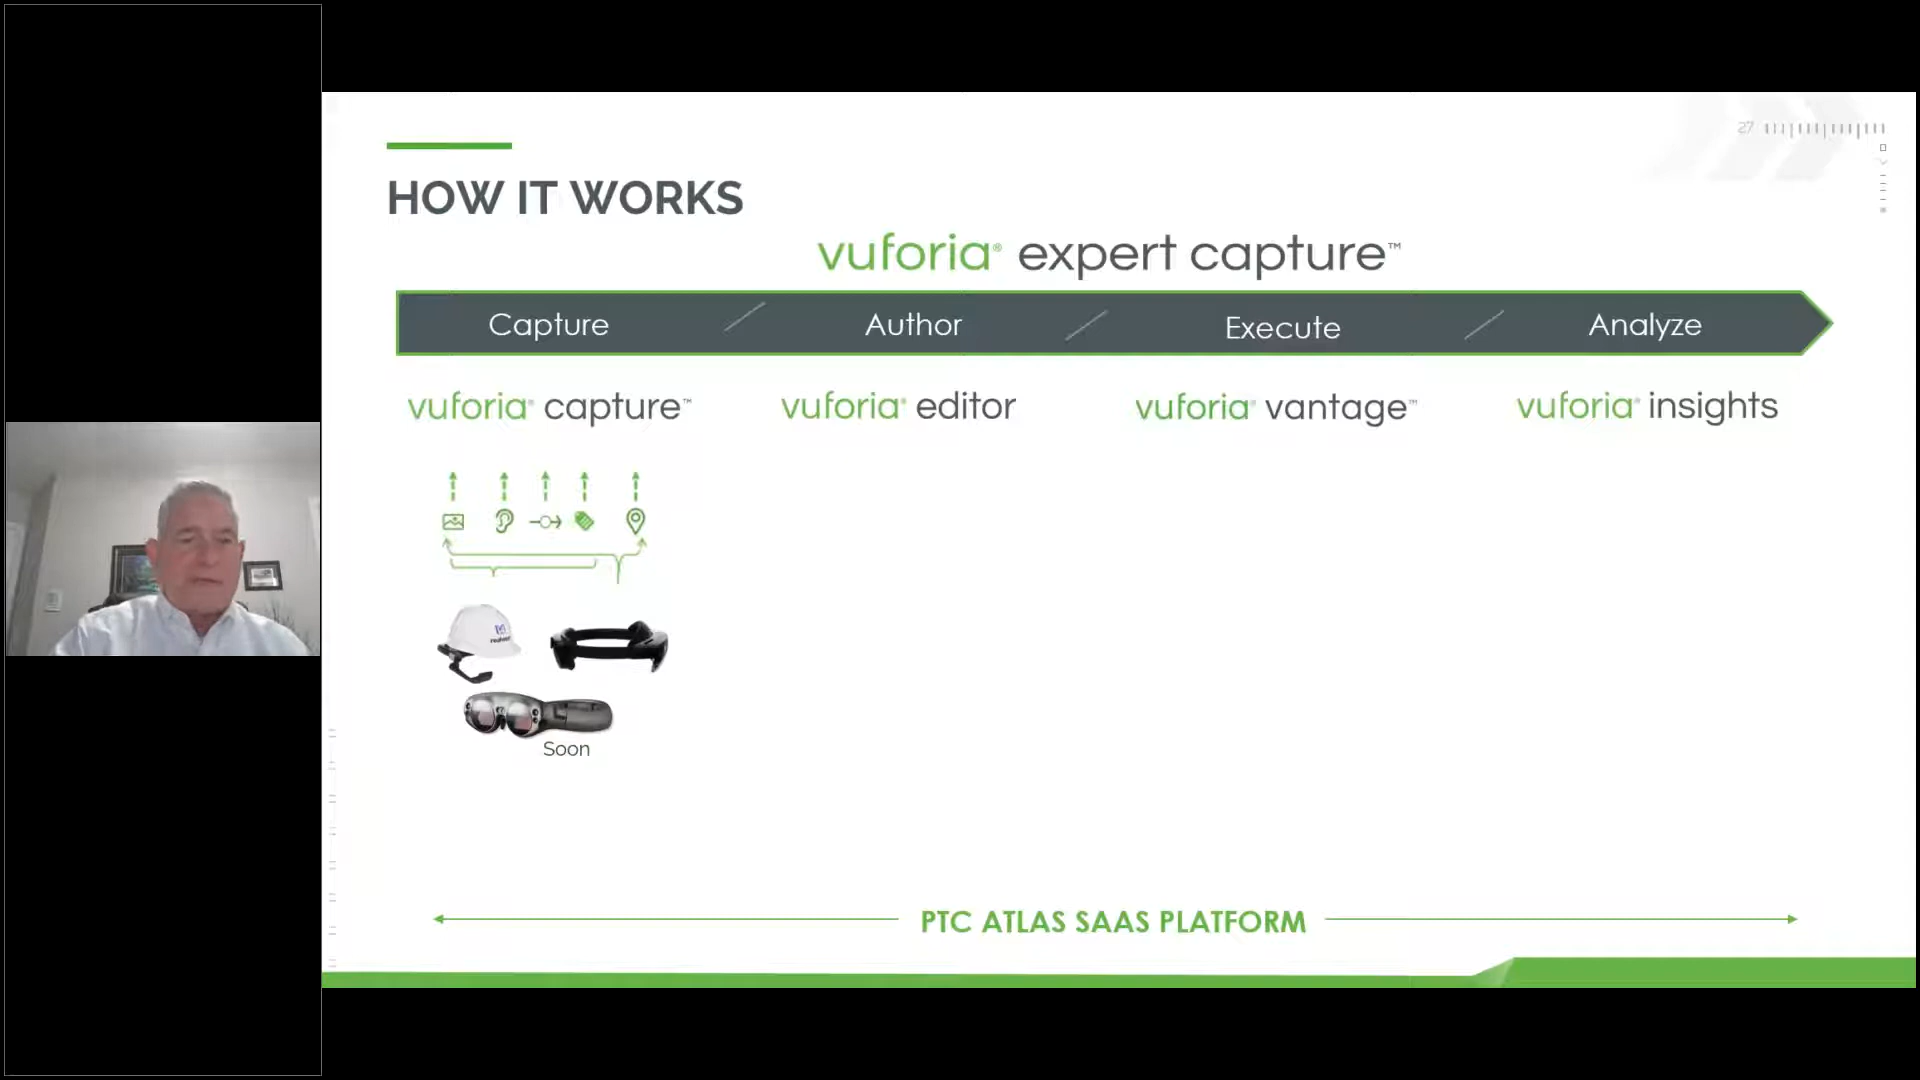 27
HOW IT WORKS
vuforia® expert capture™
Capture
Author
Execute
Analyze
vuforia® capture™
vuforia® editor
vuforia® vantage™
vuforia® insights
Soon
PTC ATLAS SAAS PLATFORM